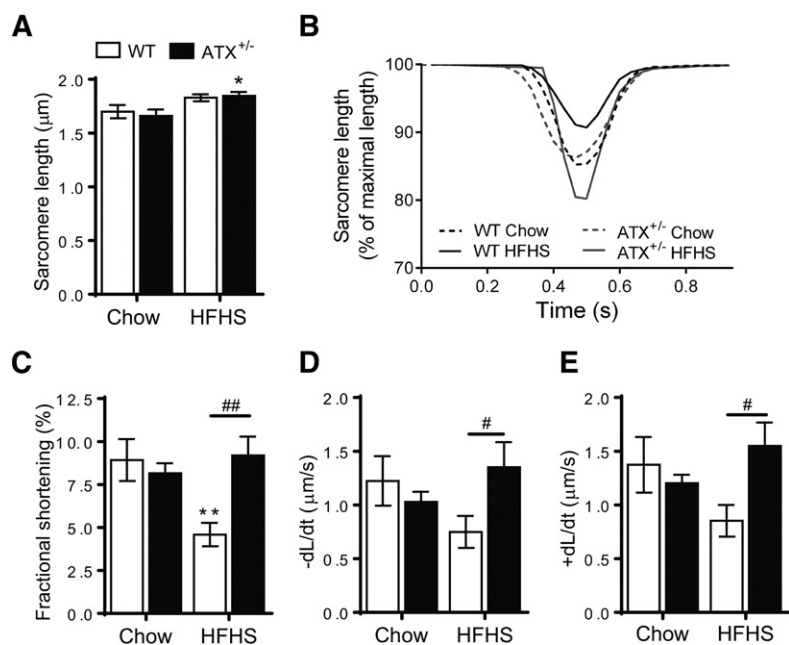 A
WT ATX+/-
Sarcomere length (μm)
2.0
1.5
1.0
0.5
0.0
*
Chow HFHS
B
Sarcomere length
(% of maximal length)
100
90
80
70
WT Chow ATX+/- Chow
WT HFHS ATX+/- HFHS
0.0 0.2 0.4 0.6 0.8
Time (s)
C
Fractional shortening (%)
12.5
10.0
7.5
5.0
2.5
0.0
##
**
Chow HFHS
D
-dL/dt (μm/s)
2.0
1.5
1.0
0.5
0.0
#
Chow HFHS
E
+dL/dt (μm/s)
2.0
1.5
1.0
0.5
0.0
#
Chow HFHS